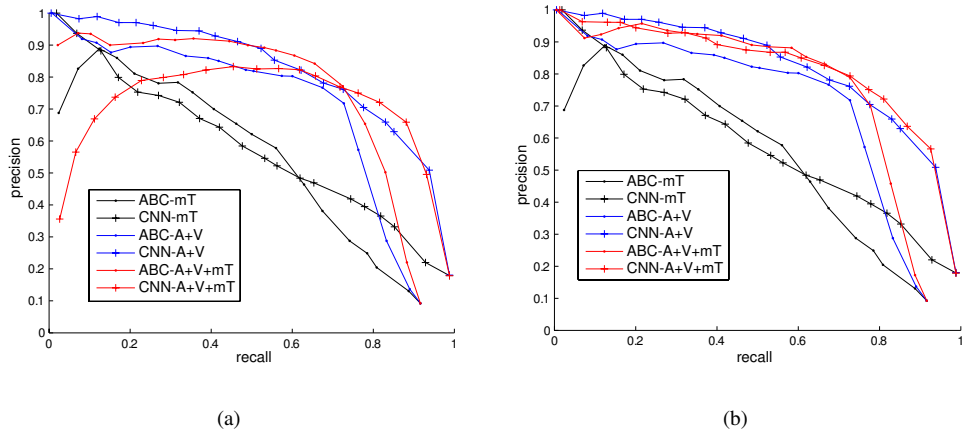 1
0.9
0.8
0.7
0.6
0.5
0.4
0.3
0.2
0.1
0
precision
0 0.2 0.4 0.6 0.8 1
recall
ABC-mT
CNN-mT
ABC-A+V
CNN-A+V
ABC-A+V+mT
CNN-A+V+mT
(a)
1
0.9
0.8
0.7
0.6
0.5
0.4
0.3
0.2
0.1
0
precision
0 0.2 0.4 0.6 0.8 1
recall
ABC-mT
CNN-mT
ABC-A+V
CNN-A+V
ABC-A+V+mT
CNN-A+V+mT
(b)